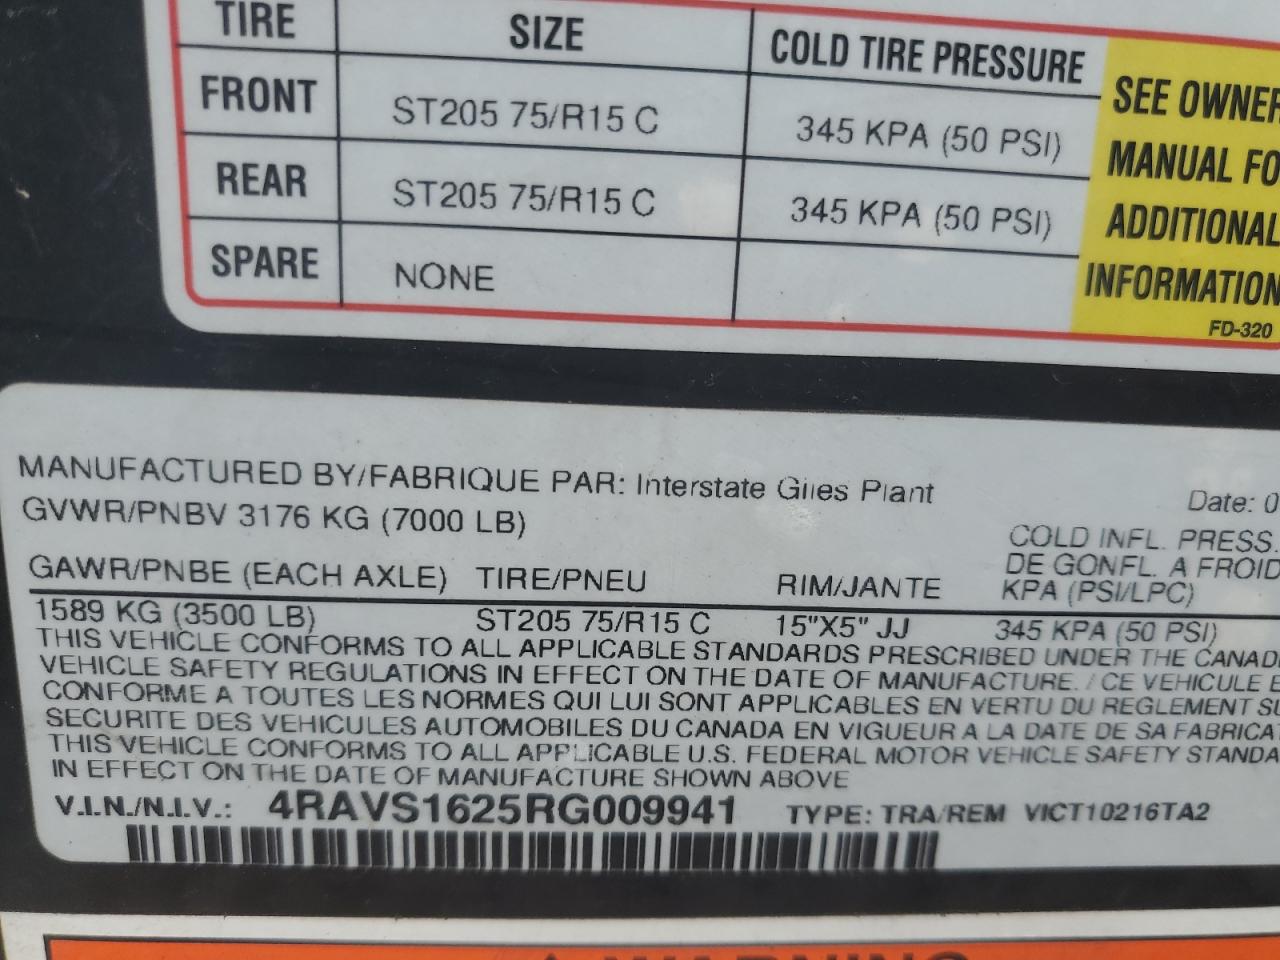 TIRE SIZE COLD TIRE PRESSURE
FRONT ST205 75/R15 C 345 KPA (50 PSI)
REAR ST205 75/R15 C 345 KPA (50 PSI)
SPARE NONE
SEE OWNER
MANUAL FO
ADDITIONAL
INFORMATION
FD-320
MANUFACTURED BY/FABRIQUE PAR: Interstate Giles Plant Date: 0
GVWR/PNBV 3176 KG (7000 LB)
COLD INFL. PRESS.
DE GONFL. A FROID
GAWR/PNBE (EACH AXLE) TIRE/PNEU RIM/JANTE KPA (PSI/LPC)
1589 KG (3500 LB) ST205 75/R15 C 15"X5" JJ 345 KPA (50 PSI)
THIS VEHICLE CONFORMS TO ALL APPLICABLE STANDARDS PRESCRIBED UNDER THE CANADI
VEHICLE SAFETY REGULATIONS IN EFFECT ON THE DATE OF MANUFACTURE. / CE VEHICULE E
CONFORME A TOUTES LES NORMES QUI LUI SONT APPLICABLES EN VERTU DU REGLEMENT SU
SECURITE DES VEHICULES AUTOMOBILES DU CANADA EN VIGUEUR A LA DATE DE SA FABRICAT
THIS VEHICLE CONFORMS TO ALL APPLICABLE U.S. FEDERAL MOTOR VEHICLE SAFETY STANDA
IN EFFECT ON THE DATE OF MANUFACTURE SHOWN ABOVE
V.I.N./N.I.V.: 4RAVS1625RG009941 TYPE: TRA/REM VICT10216TA2
WARNING